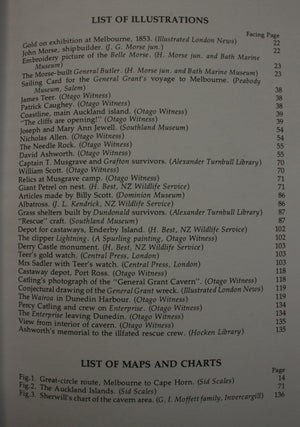 LIST OF ILLUSTRATIONS
Facing Page
Gold on exhibition at Melbourne, 1853. (Illustrated London News) 22
John Morse, shipbuilder. (J. G. Morse jun.) 22
Embroidery picture of the Belle Morse. (H. Morse jun. and Bath Marine
Museum) 23
The Morse-built General Butler. (H. Morse jun. and Bath Marine Museum) 23
Sailing Card for the General Grant's voyage to Melbourne. (Peabody
Museum, Salem) 38
James Teer. (Otago Witness) 38
Patrick Caughey. (Otago Witness) 38
Coastline, main Auckland Island. (Otago Witness) 38
"The cliffs are opening!" (Otago Witness) 38
Joseph and Mary Ann Jewell. (Southland Museum) 39
Nicholas Allen. (Otago Witness) 54
The Needle Rock. (Otago Witness) 54
David Ashworth. (Otago Witness) 55
Captain T. Musgrave and Grafton survivors. (Alexander Turnbull Library) 70
William Scott. (Otago Witness) 70
Relics at Musgrave camp. (Otago Witness) 71
Giant Petrel on nest. (H. Best, NZ Wildlife Service) 86
Articles made by Billy Scott. (Dominion Museum) 86
Albatross. (J. L. Kendrick, NZ Wildlife Service) 87
Grass shelters built by Dundonald survivors. (Alexander Turnbull Library) 87
"Rescue" craft. (Southland Museum) 87
Depot for castaways, Enderby Island. (H. Best, NZ Wildlife Service) 102
The clipper Lightning. (A Spurling painting, Otago Witness) 102
Derry Castle monument. (H. Best, NZ Wildlife Service) 102
Teer's gold watch. (Central Press, London) 103
Mrs Sadler with Teer's watch. (Central Press, London) 103
Castaway depot, Port Ross. (Otago Witness) 103
Catling's photograph of the "General Grant Cavern". (Otago Witness) 118
Conjectural drawing of the General Grant wreck. (Illustrated London News) 118
The Wairoa in Dunedin Harbour. (Otago Witness) 119
Percy Catling and crew on Enterprise. (Otago Witness) 119
The Enterprise leaving Dunedin. (Otago Witness) 134
View from interior of cavern. (Otago Witness) 135
Ashworth's memorial to the illfated rescue crew. (Hocken Library) 135
LIST OF MAPS AND CHARTS
Page
Fig.1. Great-circle route, Melbourne to Cape Horn. (Sid Scales) 14
Fig.2. The Auckland Islands. (Sid Scales) 71
Fig.3. Sherwill's chart of the cavern area. (G. I. Moffett family, Invercargill) 136